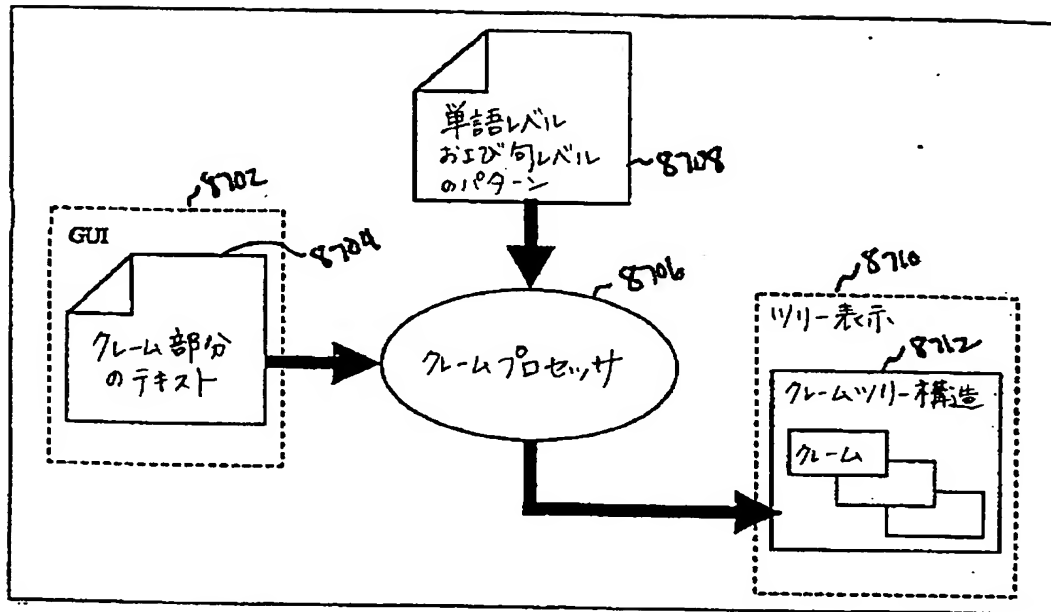 単語レベル
および句レベル
のパターン
8708
8702
GUI
8704
クレーム部分
のテキスト
8706
クレームプロセッサ
8710
ツリー表示
8712
クレームツリー構造
クレーム